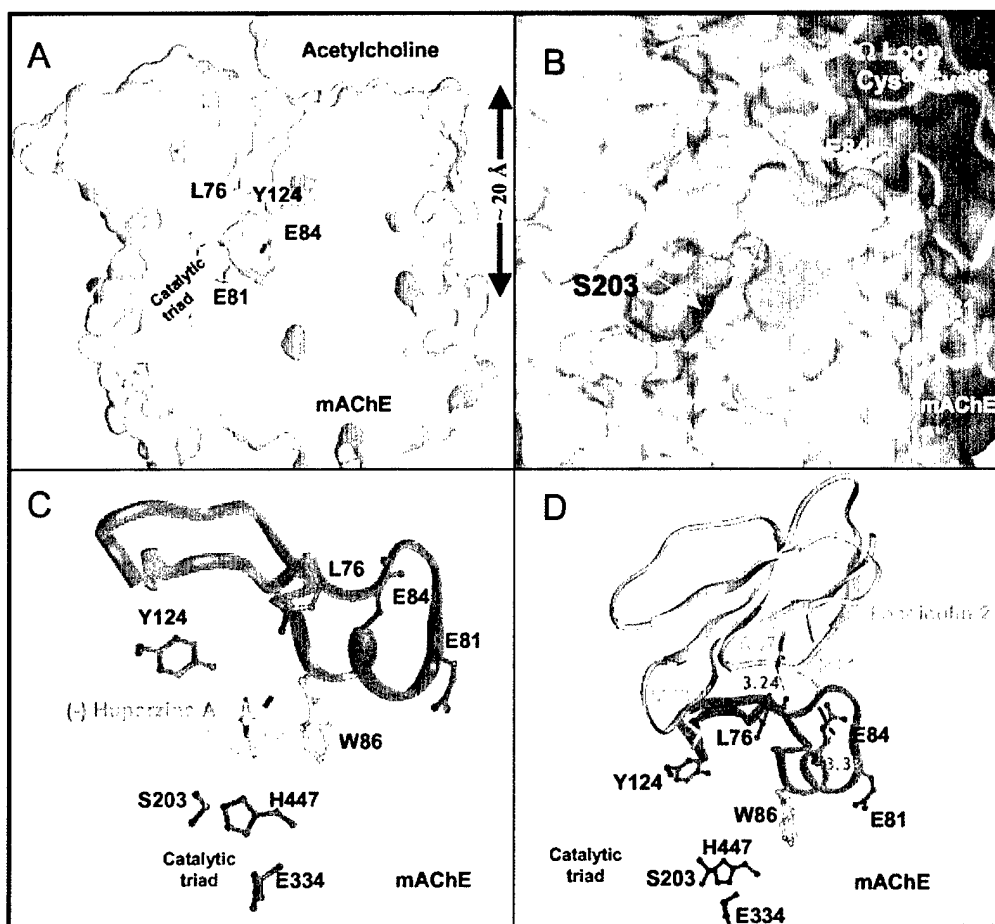 A
Acetylcholine
L76
Y124
E84
E81
Catalytic
triad
~ 20 Å
mAChE
B
Loop
E84
S203
mAChE
C
L76
E84
Y124
E81
(-) Huperzine A
W86
S203
H447
Catalytic
triad
E334
mAChE
D
3.24
L76
E84
Y124
3.3
W86
E81
H447
Catalytic
triad
S203
mAChE
E334